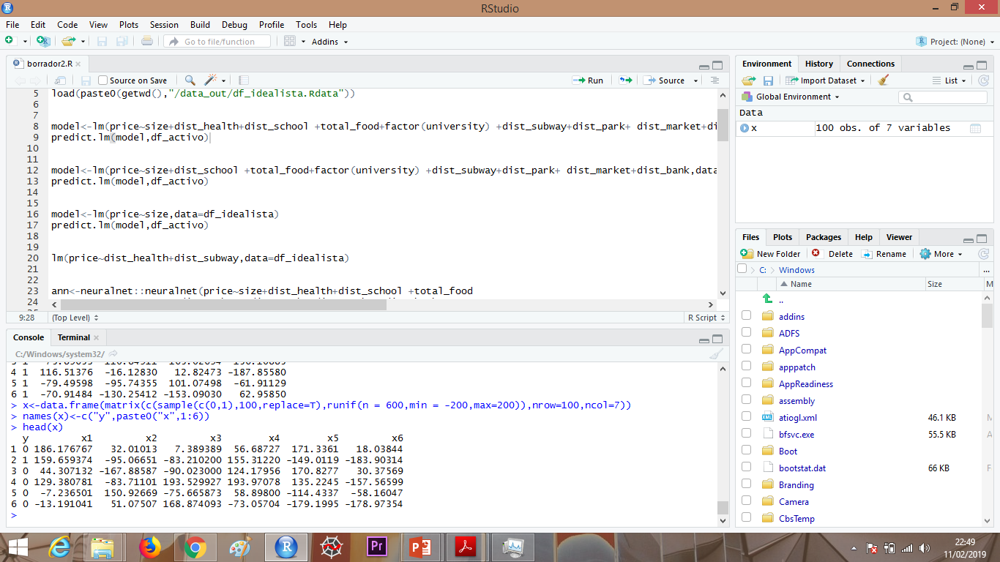 RStudio
File Edit Code View Plots Session Build Debug Profile Tools Help
Go to file/function
Addins
Project: (None)
borrador2.R
Source on Save
Run
Source
5 load(paste0(getwd(),"/data_out/df_idealista.Rdata"))
6
7
8 model<-lm(price~size+dist_health+dist_school +total_food+factor(university) +dist_subway+dist_park+ dist_market+di
9 predict.lm(model,df_activo)
10
11
12 model<-lm(price~size+dist_school +total_food+factor(university) +dist_subway+dist_park+ dist_market+dist_bank,data
13 predict.lm(model,df_activo)
14
15
16 model<-lm(price~size,data=df_idealista)
17 predict.lm(model,df_activo)
18
19
20 lm(price~dist_health+dist_subway,data=df_idealista)
21
22
23 ann<-neuralnet::neuralnet(price~size+dist_health+dist_school +total_food
24
9:28 (Top Level) R Script
Console Terminal
C:/Windows/system32/
4 1 116.51376 -16.12830 12.82473 -187.85580
5 1 -79.49598 -95.74355 101.07498 -61.91129
6 1 -70.91484 -130.25412 -153.09030 62.95850
> x<-data.frame(matrix(c(sample(c(0,1),100,replace=T),runif(n = 600,min = -200,max=200)),nrow=100,ncol=7))
> names(x)<-c("y",paste0("x",1:6))
> head(x)
y x1 x2 x3 x4 x5 x6
1 0 186.176767 32.01013 7.389389 56.68727 171.3361 18.03844
2 1 159.659374 -95.06651 -83.210200 155.31220 -149.0119 -183.90314
3 0 44.307132 -167.88587 -90.023000 124.17956 170.8277 30.37569
4 0 129.380781 -83.71101 193.529927 193.97078 135.2245 -157.56599
5 0 -7.236501 150.92669 -75.665873 58.89800 -114.4337 -58.16047
6 0 -13.191041 51.07507 168.874093 -73.05704 -179.1995 -178.97354
>
Environment History Connections
Import Dataset
List
Global Environment
Data
x 100 obs. of 7 variables
Files Plots Packages Help Viewer
New Folder Delete Rename More
C: Windows ...
Name Size M
..
addins
ADFS
AppCompat
apppatch
AppReadiness
assembly
atiogl.xml 46.1 KB M
bfsvc.exe 55.5 KB N
Boot
bootstat.dat 66 KB F
Branding
Camera
CbsTemp
R
Pr
P
22:49
11/02/2019